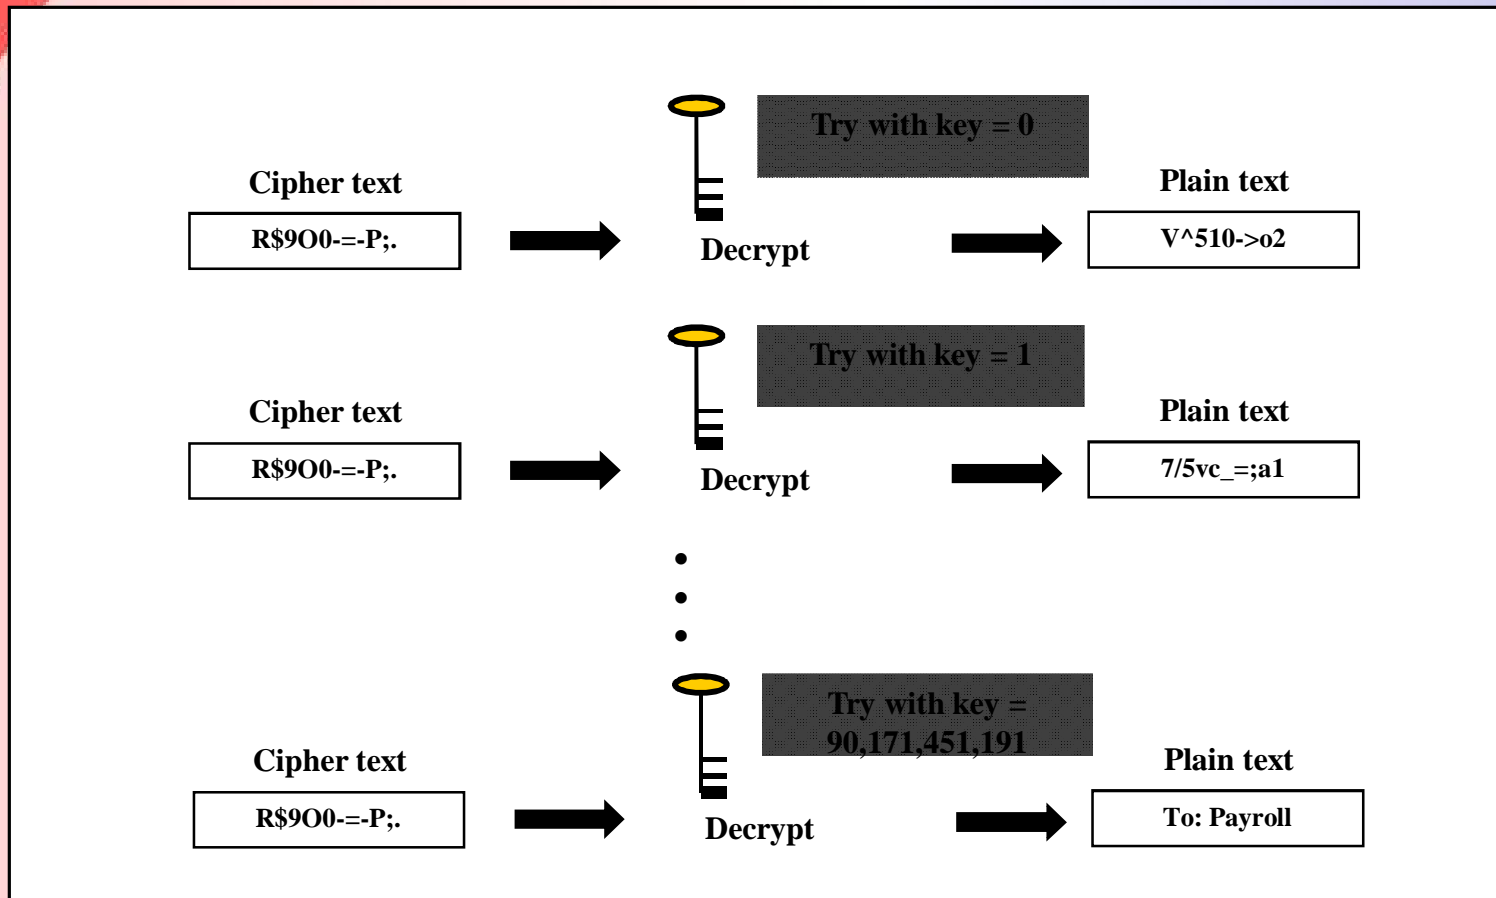 Try with key = 0
Cipher text
Plain text
R$9O0-=-P;.
V^510->o2
Decrypt
Try with key = 1
Cipher text
Plain text
R$9O0-=-P;.
7/5vc_=;a1
Decrypt
Try with key =
90,171,451,191
Cipher text
Plain text
R$9O0-=-P;.
To: Payroll
Decrypt